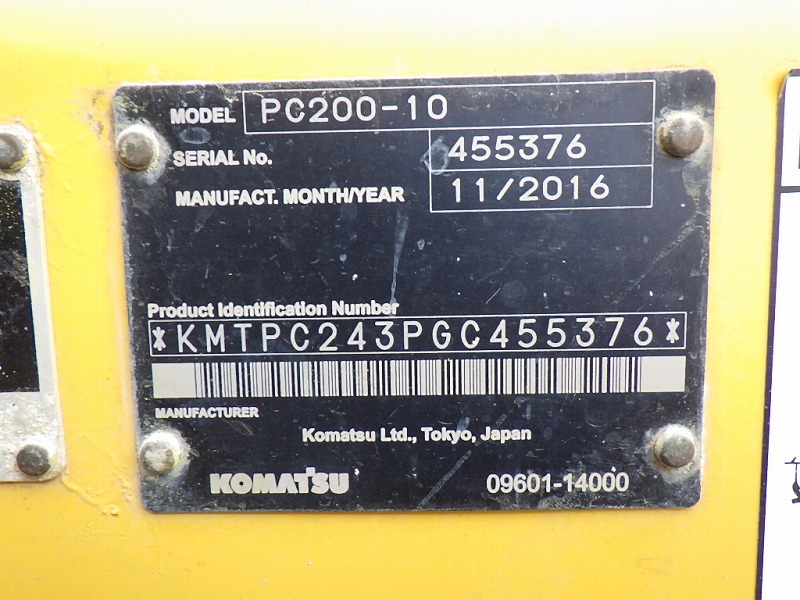 MODEL PC200-10
SERIAL No. 455376
MANUFACT. MONTH/YEAR 11/2016
Product Identification Number
*KMTPC243PGC455376*
MANUFACTURER
Komatsu Ltd., Tokyo, Japan
KOMATSU 09601-14000